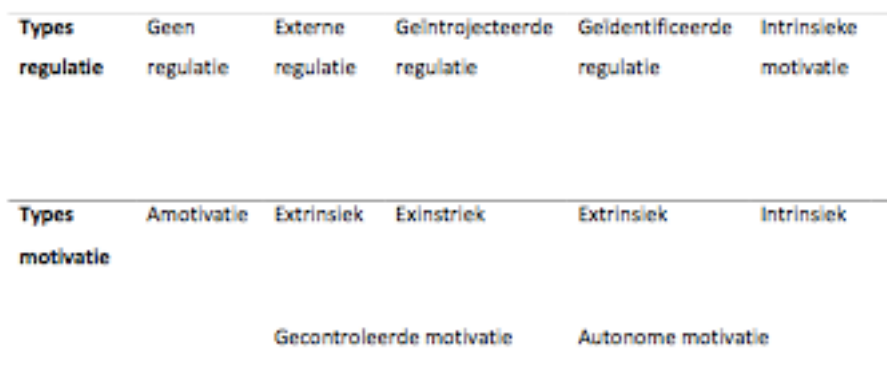 Types Geen Externe Geïntrojecteerde Geïdentificeerde Intrinsieke
regulatie regulatie regulatie regulatie regulatie motivatie
Types Amotivatie Extrinsiek Exinstriek Extrinsiek Intrinsiek
motivatie
Gecontroleerde motivatie Autonome motivatie